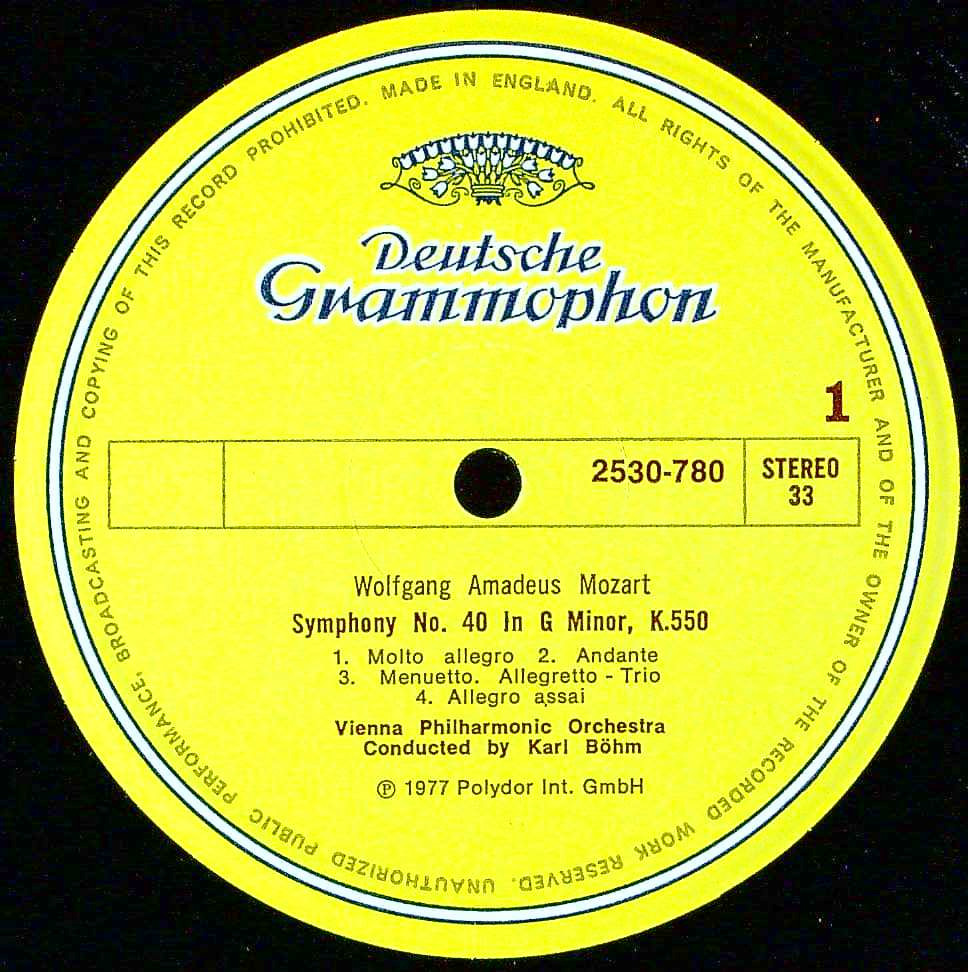 MADE IN ENGLAND. ALL RIGHTS OF THE MANUFACTURER AND OF THE OWNER OF THE RECORDED WORK RESERVED. UNAUTHORIZED PUBLIC PERFORMANCE, BROADCASTING AND COPYING OF THIS RECORD PROHIBITED.
Deutsche
Grammophon
1
2530-780
STEREO
33
Wolfgang Amadeus Mozart
Symphony No. 40 In G Minor, K.550
1. Molto allegro 2. Andante
3. Menuetto. Allegretto - Trio
4. Allegro assai
Vienna Philharmonic Orchestra
Conducted by Karl Böhm
℗ 1977 Polydor Int. GmbH